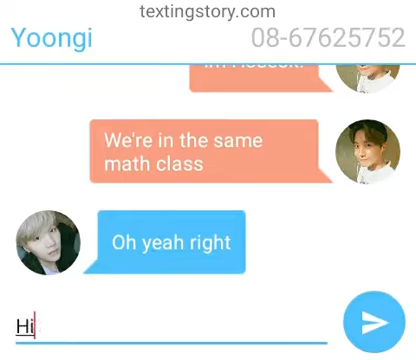 textingstory.com
Yoongi 08-67625752
We're in the same
math class
Oh yeah right
Hi